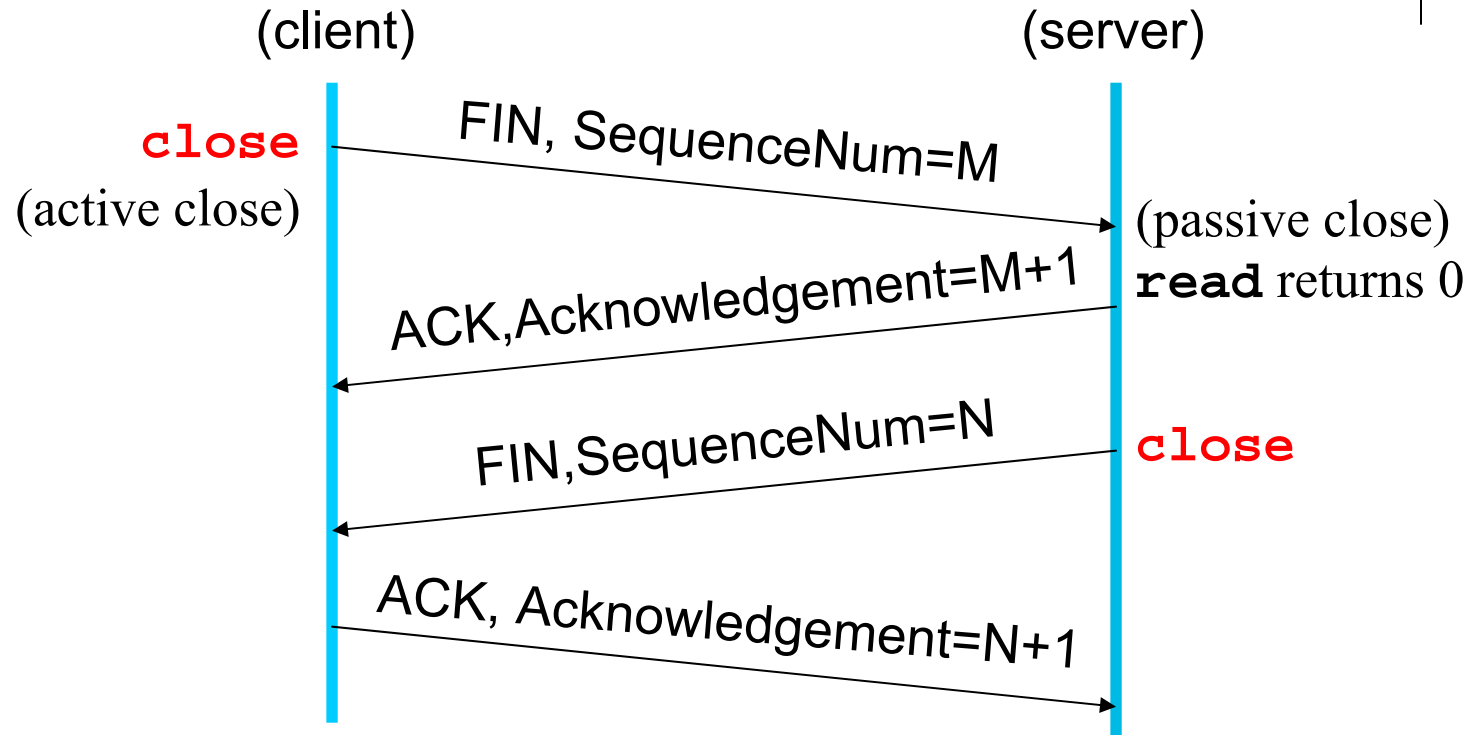 (client)
(server)
close
(active close)
FIN, SequenceNum=M
(passive close)
read returns 0
ACK,Acknowledgement=M+1
FIN,SequenceNum=N
close
ACK, Acknowledgement=N+1